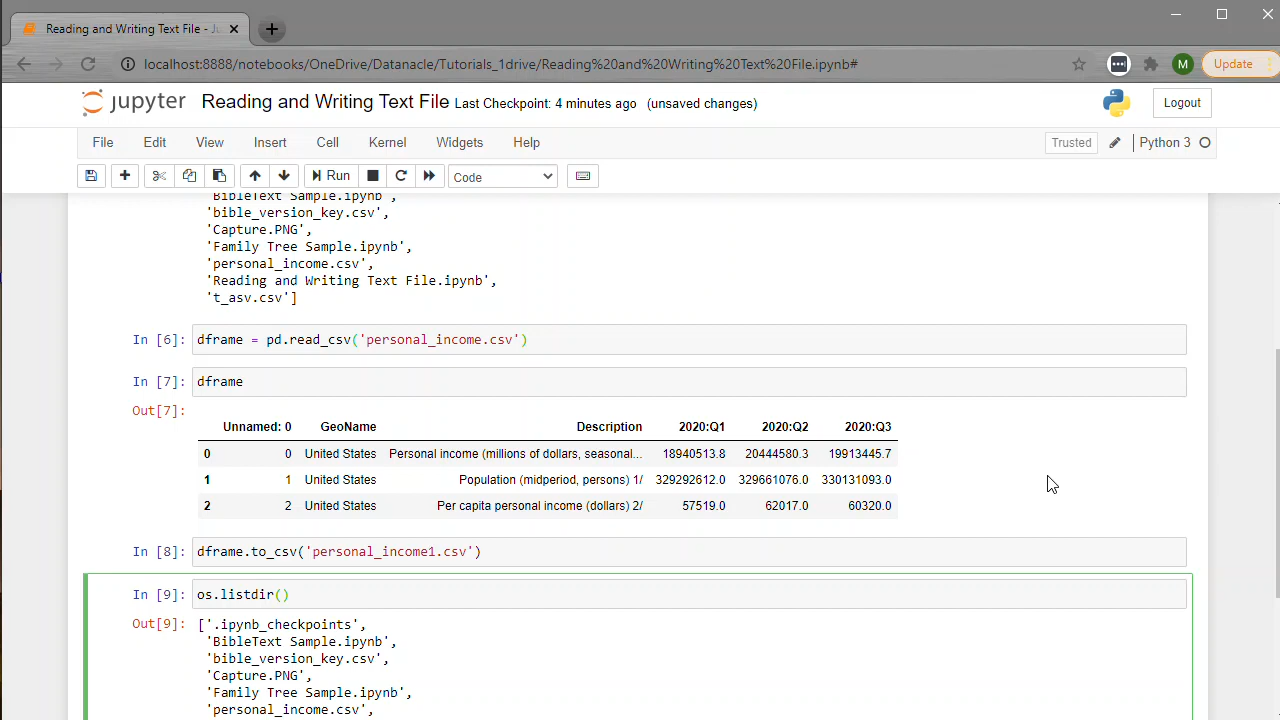 Reading and Writing Text File - Ju
localhost:8888/notebooks/OneDrive/Datanacle/Tutorials_1drive/Reading%20and%20Writing%20Text%20File.ipynb#
M
Update
jupyter Reading and Writing Text File Last Checkpoint: 4 minutes ago (unsaved changes)
Logout
File Edit View Insert Cell Kernel Widgets Help
Trusted
Python 3
Run
Code
'BibleText Sample.ipynb',
'bible_version_key.csv',
'Capture.PNG',
'Family Tree Sample.ipynb',
'personal_income.csv',
'Reading and Writing Text File.ipynb',
't_asv.csv']
In [6]: dframe = pd.read_csv('personal_income.csv')
In [7]: dframe
Out[7]:
Unnamed: 0 GeoName Description 2020:Q1 2020:Q2 2020:Q3
0 0 United States Personal income (millions of dollars, seasonal... 18940513.8 20444580.3 19913445.7
1 1 United States Population (midperiod, persons) 1/ 329292612.0 329661076.0 330131093.0
2 2 United States Per capita personal income (dollars) 2/ 57519.0 62017.0 60320.0
In [8]: dframe.to_csv('personal_income1.csv')
In [9]: os.listdir()
Out[9]: ['.ipynb_checkpoints',
'BibleText Sample.ipynb',
'bible_version_key.csv',
'Capture.PNG',
'Family Tree Sample.ipynb',
'personal_income.csv',